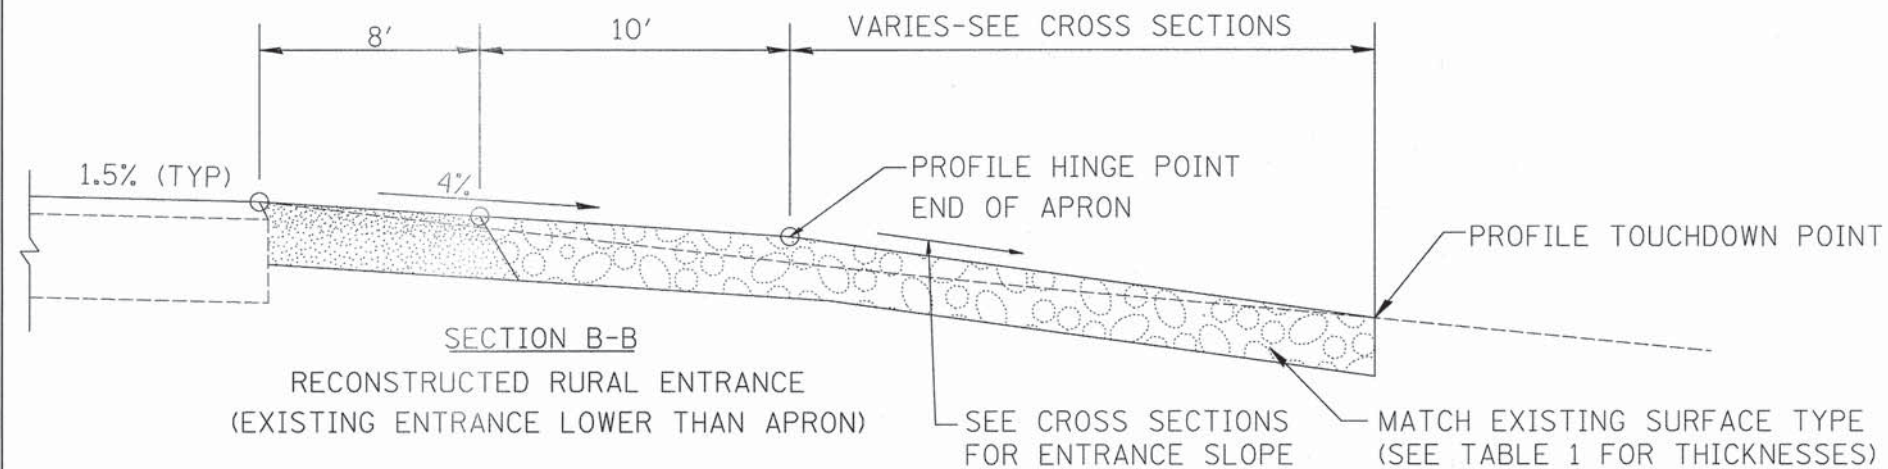 8'
10'
VARIES-SEE CROSS SECTIONS
1.5% (TYP)
4%
PROFILE HINGE POINT
END OF APRON
PROFILE TOUCHDOWN POINT
SECTION B-B
RECONSTRUCTED RURAL ENTRANCE
(EXISTING ENTRANCE LOWER THAN APRON)
SEE CROSS SECTIONS
FOR ENTRANCE SLOPE
MATCH EXISTING SURFACE TYPE
(SEE TABLE 1 FOR THICKNESSES)